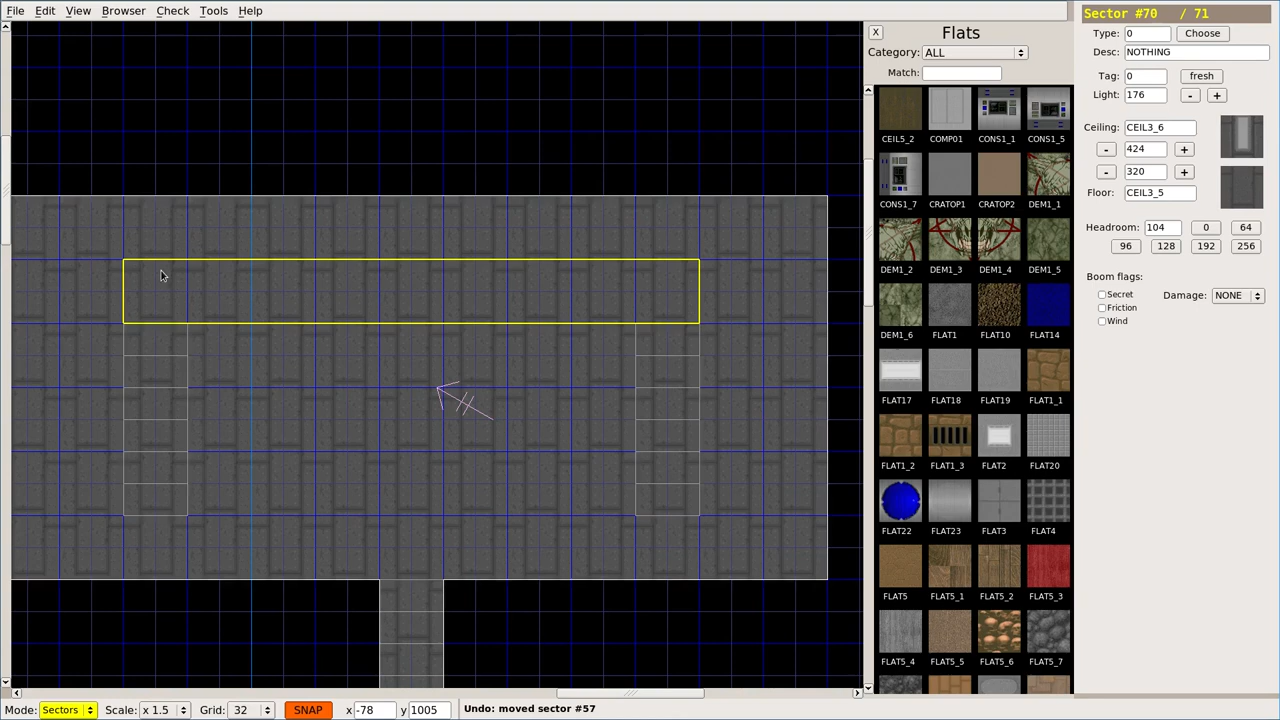 File Edit View Browser Check Tools Help
X Flats
Category: ALL
Match:
CEIL5_2 COMP01 CONS1_1 CONS1_5
CONS1_7 CRATOP1 CRATOP2 DEM1_1
DEM1_2 DEM1_3 DEM1_4 DEM1_5
DEM1_6 FLAT1 FLAT10 FLAT14
FLAT17 FLAT18 FLAT19 FLAT1_1
FLAT1_2 FLAT1_3 FLAT2 FLAT20
FLAT22 FLAT23 FLAT3 FLAT4
FLAT5 FLAT5_1 FLAT5_2 FLAT5_3
FLAT5_4 FLAT5_5 FLAT5_6 FLAT5_7
Sector #70 / 71
Type: 0 Choose
Desc: NOTHING
Tag: 0 fresh
Light: 176 - +
Ceiling: CEIL3_6
- 424 +
- 320 +
Floor: CEIL3_5
Headroom: 104 0 64
96 128 192 256
Boom flags:
Secret Damage: NONE
Friction
Wind
Mode: Sectors Scale: x 1.5 Grid: 32 SNAP x -78 y 1005 Undo: moved sector #57